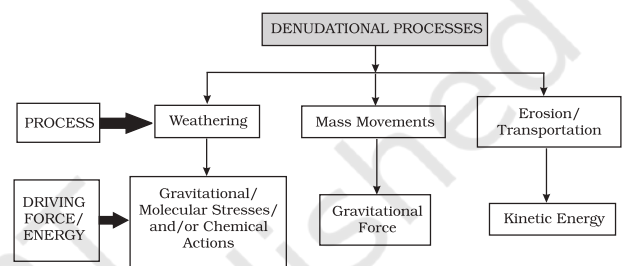 DENUDATIONAL PROCESSES
PROCESS
Weathering
Mass Movements
Erosion/
Transportation
DRIVING
FORCE/
ENERGY
Gravitational/
Molecular Stresses/
and/or Chemical
Actions
Gravitational
Force
Kinetic Energy